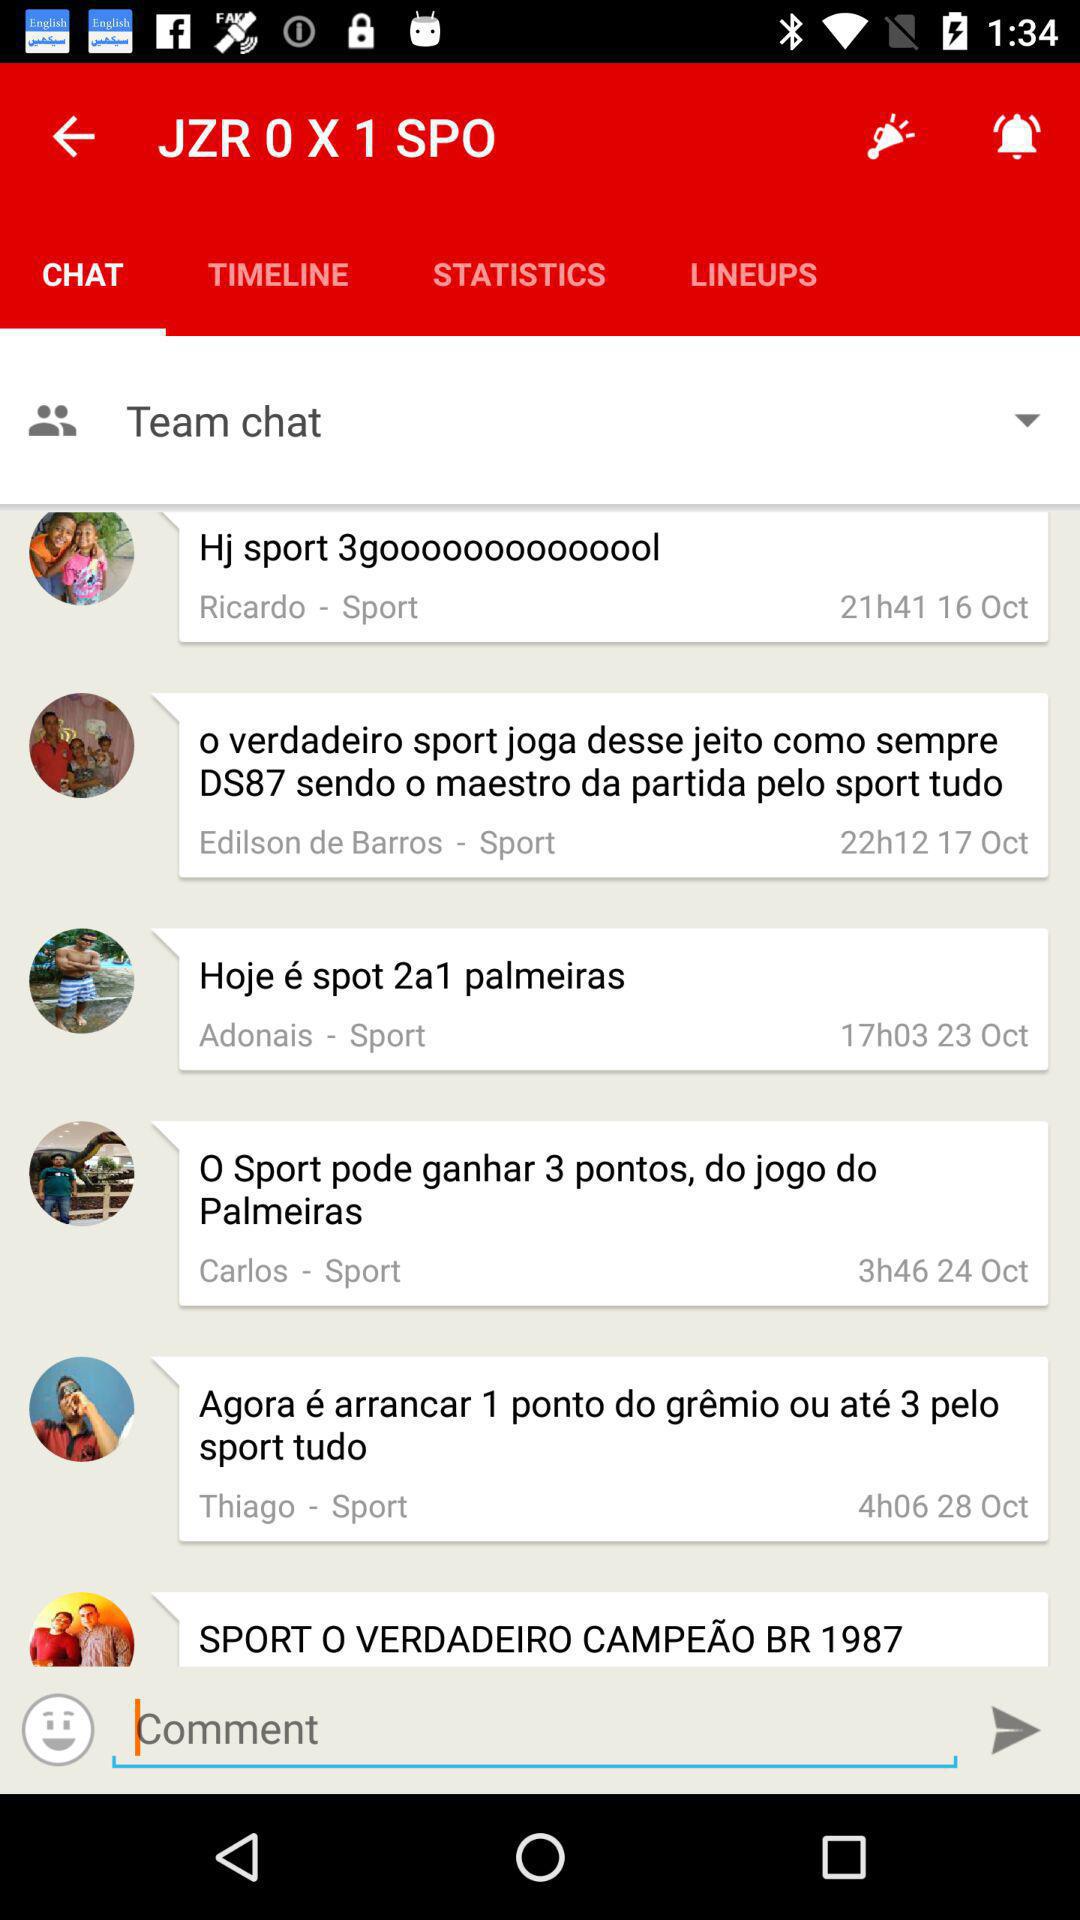 English
سیکھیں
English
سیکھیں
FAKE
1:34
JZR 0 X 1 SPO
CHAT TIMELINE STATISTICS LINEUPS
Team chat
Hj sport 3goooooooooooool
Ricardo - Sport 21h41 16 Oct
o verdadeiro sport joga desse jeito como sempre
DS87 sendo o maestro da partida pelo sport tudo
Edilson de Barros - Sport 22h12 17 Oct
Hoje é spot 2a1 palmeiras
Adonais - Sport 17h03 23 Oct
O Sport pode ganhar 3 pontos, do jogo do
Palmeiras
Carlos - Sport 3h46 24 Oct
Agora é arrancar 1 ponto do grêmio ou até 3 pelo
sport tudo
Thiago - Sport 4h06 28 Oct
SPORT O VERDADEIRO CAMPEÃO BR 1987
Comment